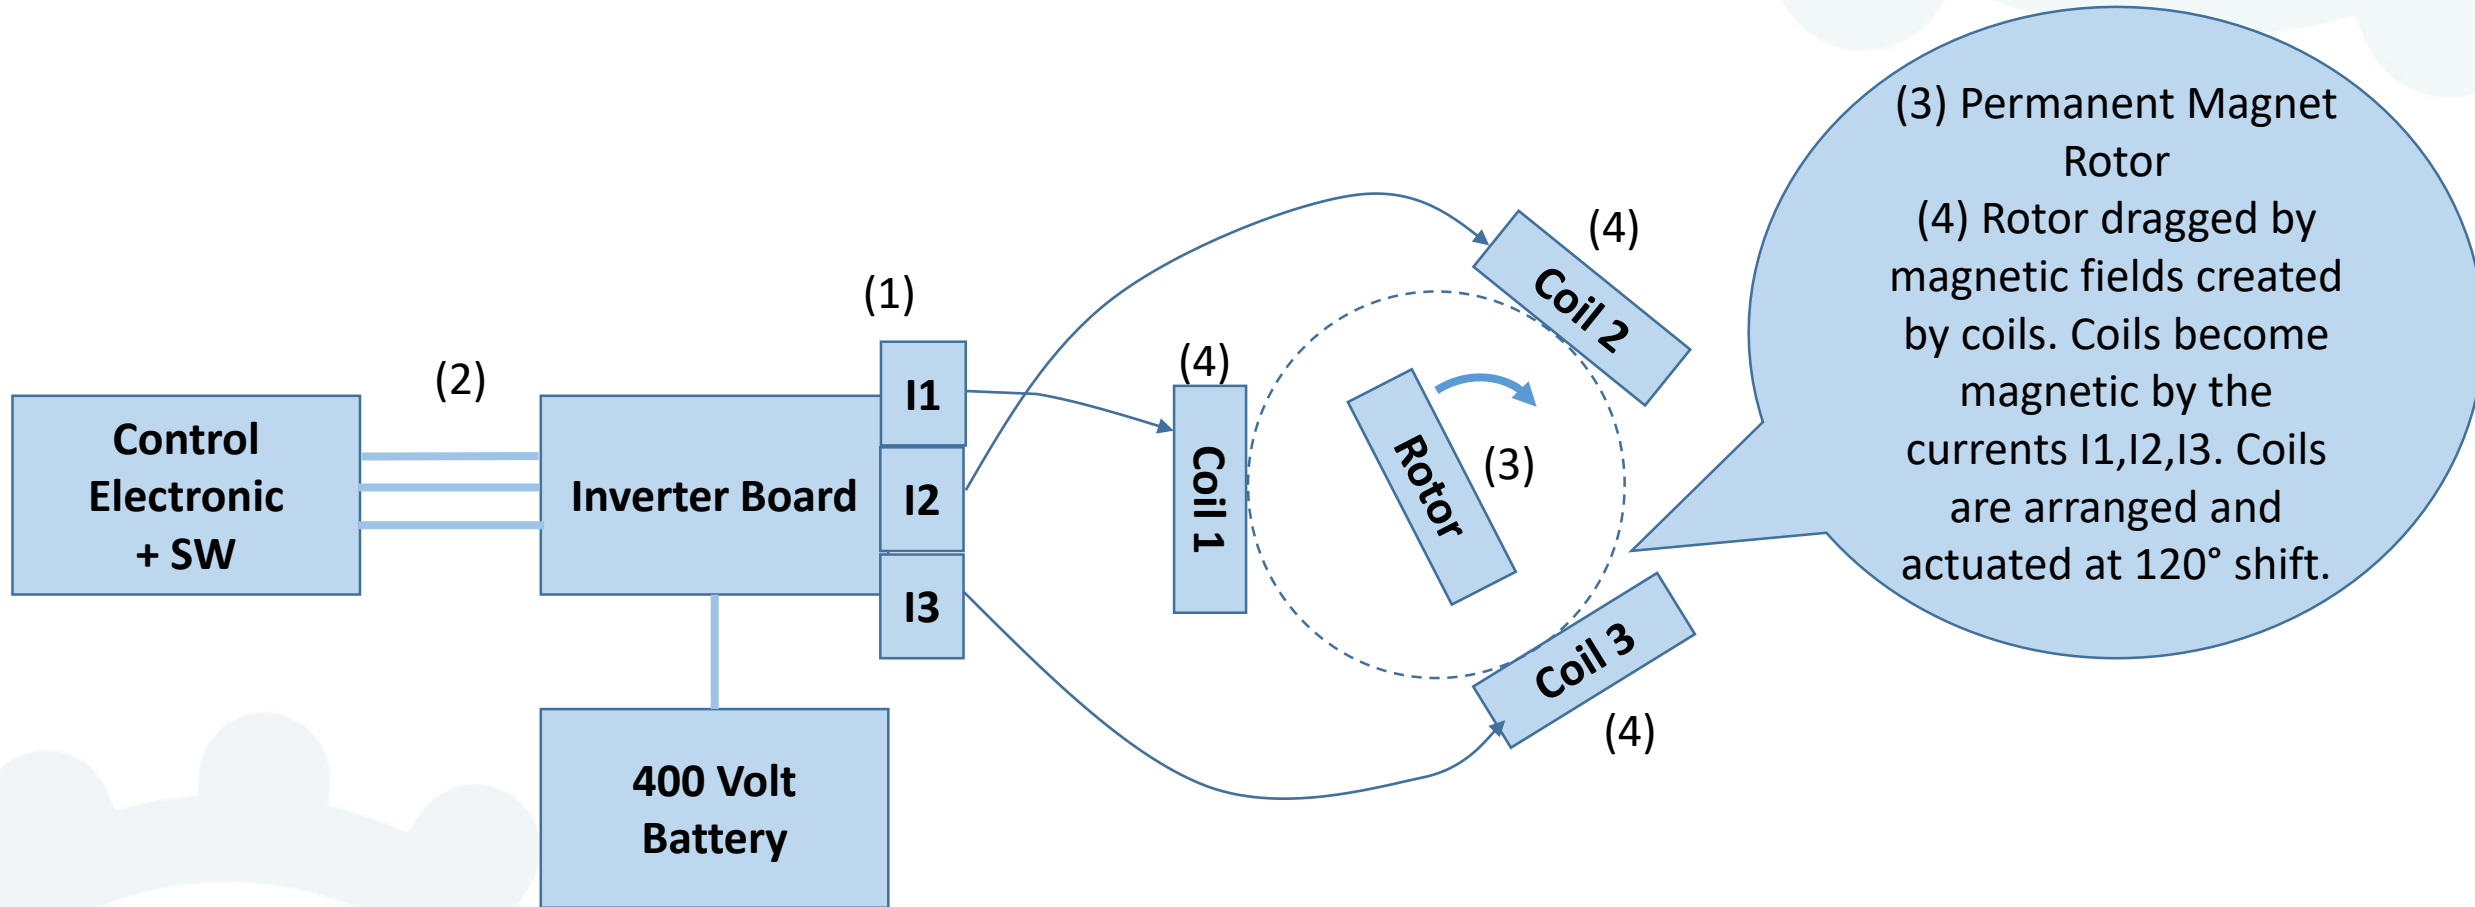 (1)
(2)
Control
Electronic
+ SW
Inverter Board
I1
I2
I3
400 Volt
Battery
(4)
Coil 1
(4)
Coil 2
Rotor
(3)
Coil 3
(4)
(3) Permanent Magnet
Rotor
(4) Rotor dragged by
magnetic fields created
by coils. Coils become
magnetic by the
currents I1,I2,I3. Coils
are arranged and
actuated at 120° shift.